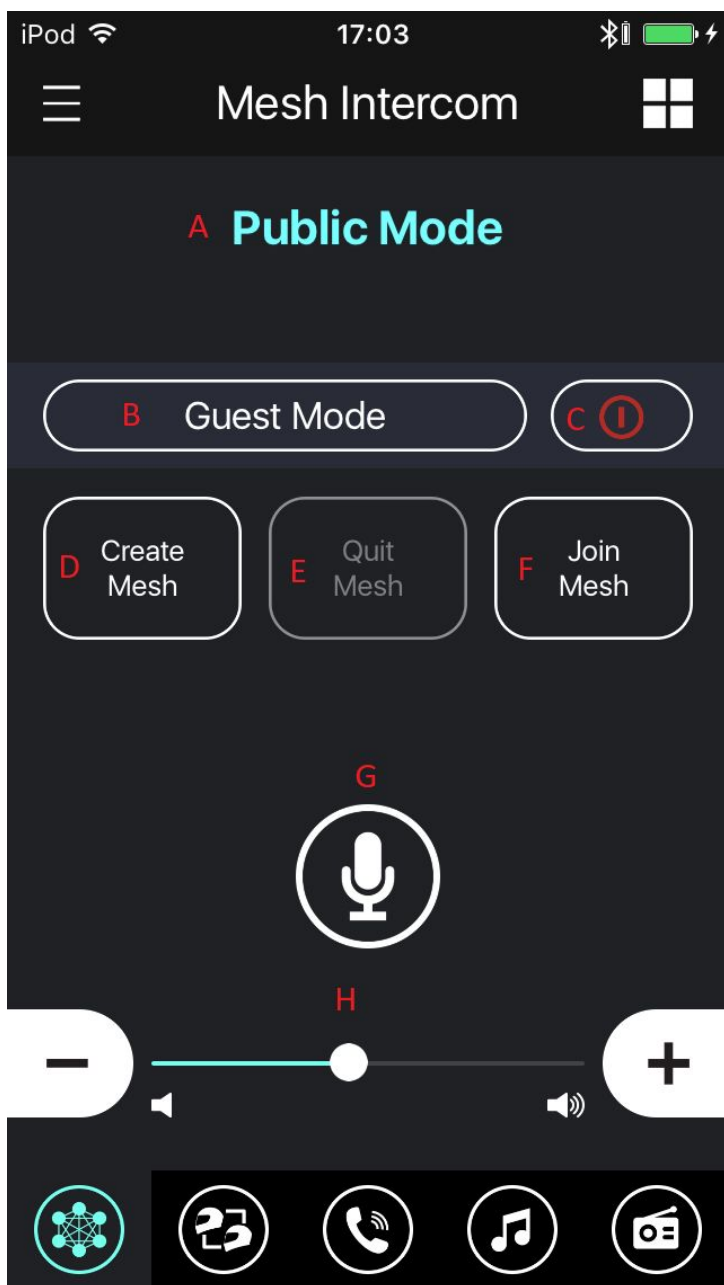 iPod 17:03
Mesh Intercom
A Public Mode
B Guest Mode C
D Create Mesh
E Quit Mesh
F Join Mesh
G
H
− +